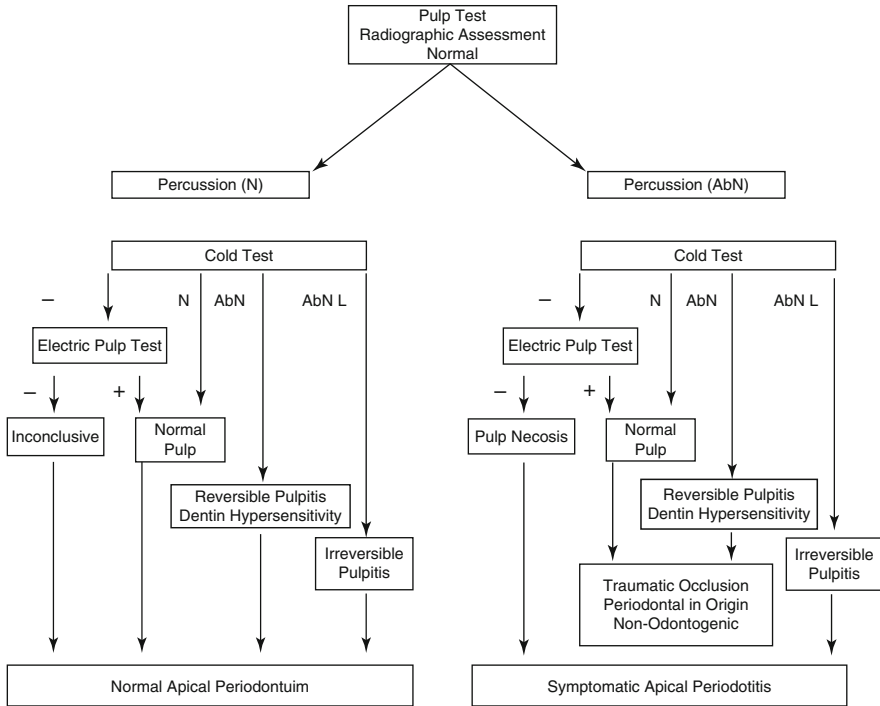 Pulp Test
Radiographic Assessment
Normal
Percussion (N)
Percussion (AbN)
Cold Test
− N AbN AbN L
Electric Pulp Test
− +
Inconclusive
Normal
Pulp
Reversible Pulpitis
Dentin Hypersensitivity
Irreversible
Pulpitis
Normal Apical Periodontuim
Cold Test
− N AbN AbN L
Electric Pulp Test
− +
Pulp Necosis
Normal
Pulp
Reversible Pulpitis
Dentin Hypersensitivity
Irreversible
Pulpitis
Traumatic Occlusion
Periodontal in Origin
Non-Odontogenic
Symptomatic Apical Periodotitis